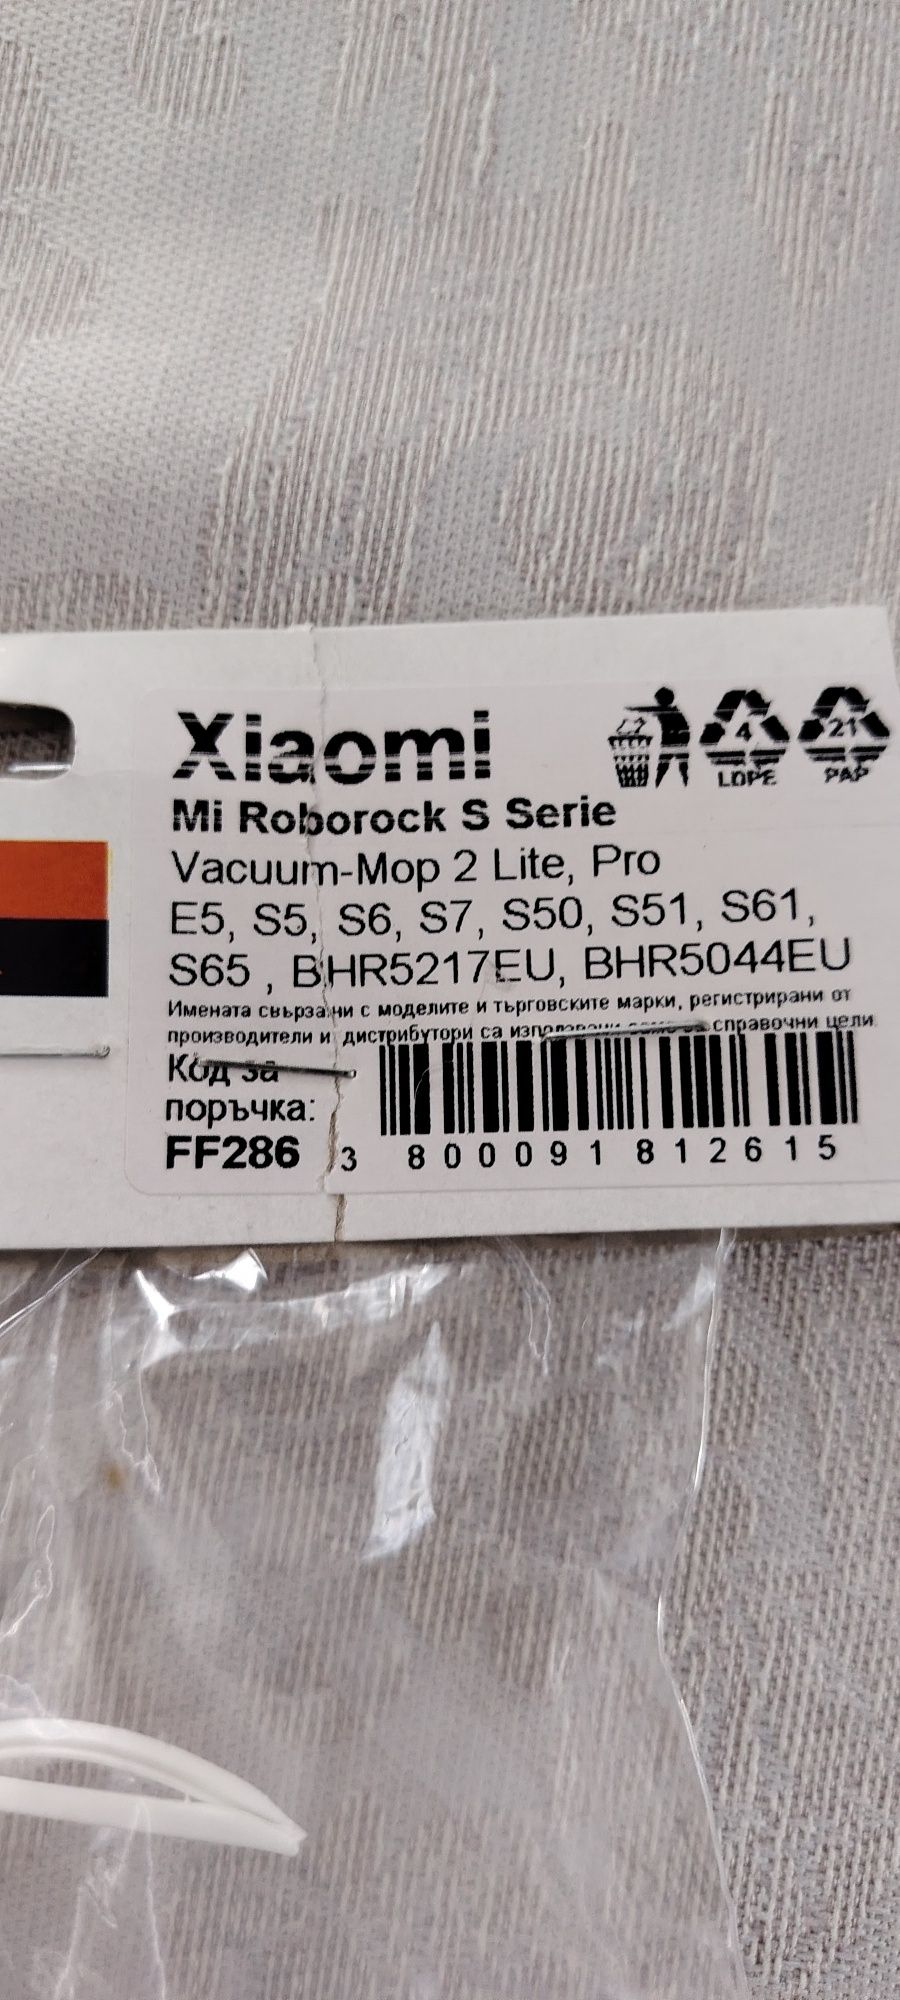 Xiaomi
4 LDPE
21 PAP
Mi Roborock S Serie
Vacuum-Mop 2 Lite, Pro
E5, S5, S6, S7, S50, S51, S61,
S65 , BHR5217EU, BHR5044EU
Имената свързани с моделите и търговските марки, регистрирани от
производители и дистрибутори са използвани само за справочни цели
Код за
поръчка:
FF286
3 800091 812615